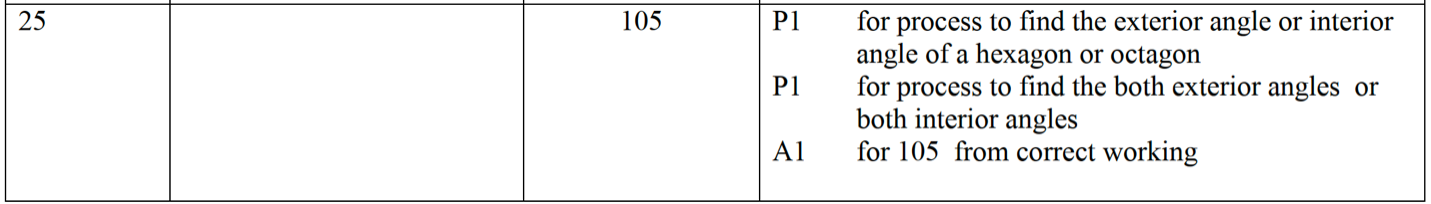 25 105 P1 for process to find the exterior angle or interior
angle of a hexagon or octagon
P1 for process to find the both exterior angles or
both interior angles
A1 for 105 from correct working